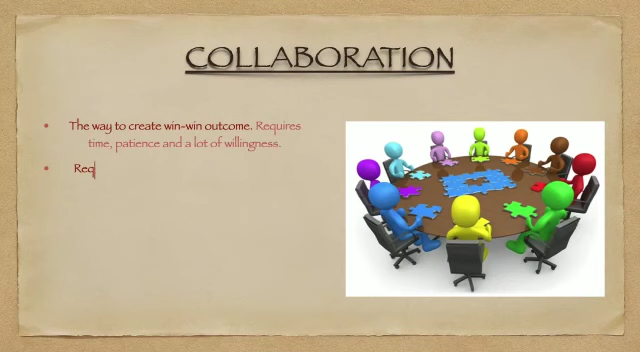 COLLABORATION
• The way to create win-win outcome. Requires
time, patience and a lot of willingness.
• Req